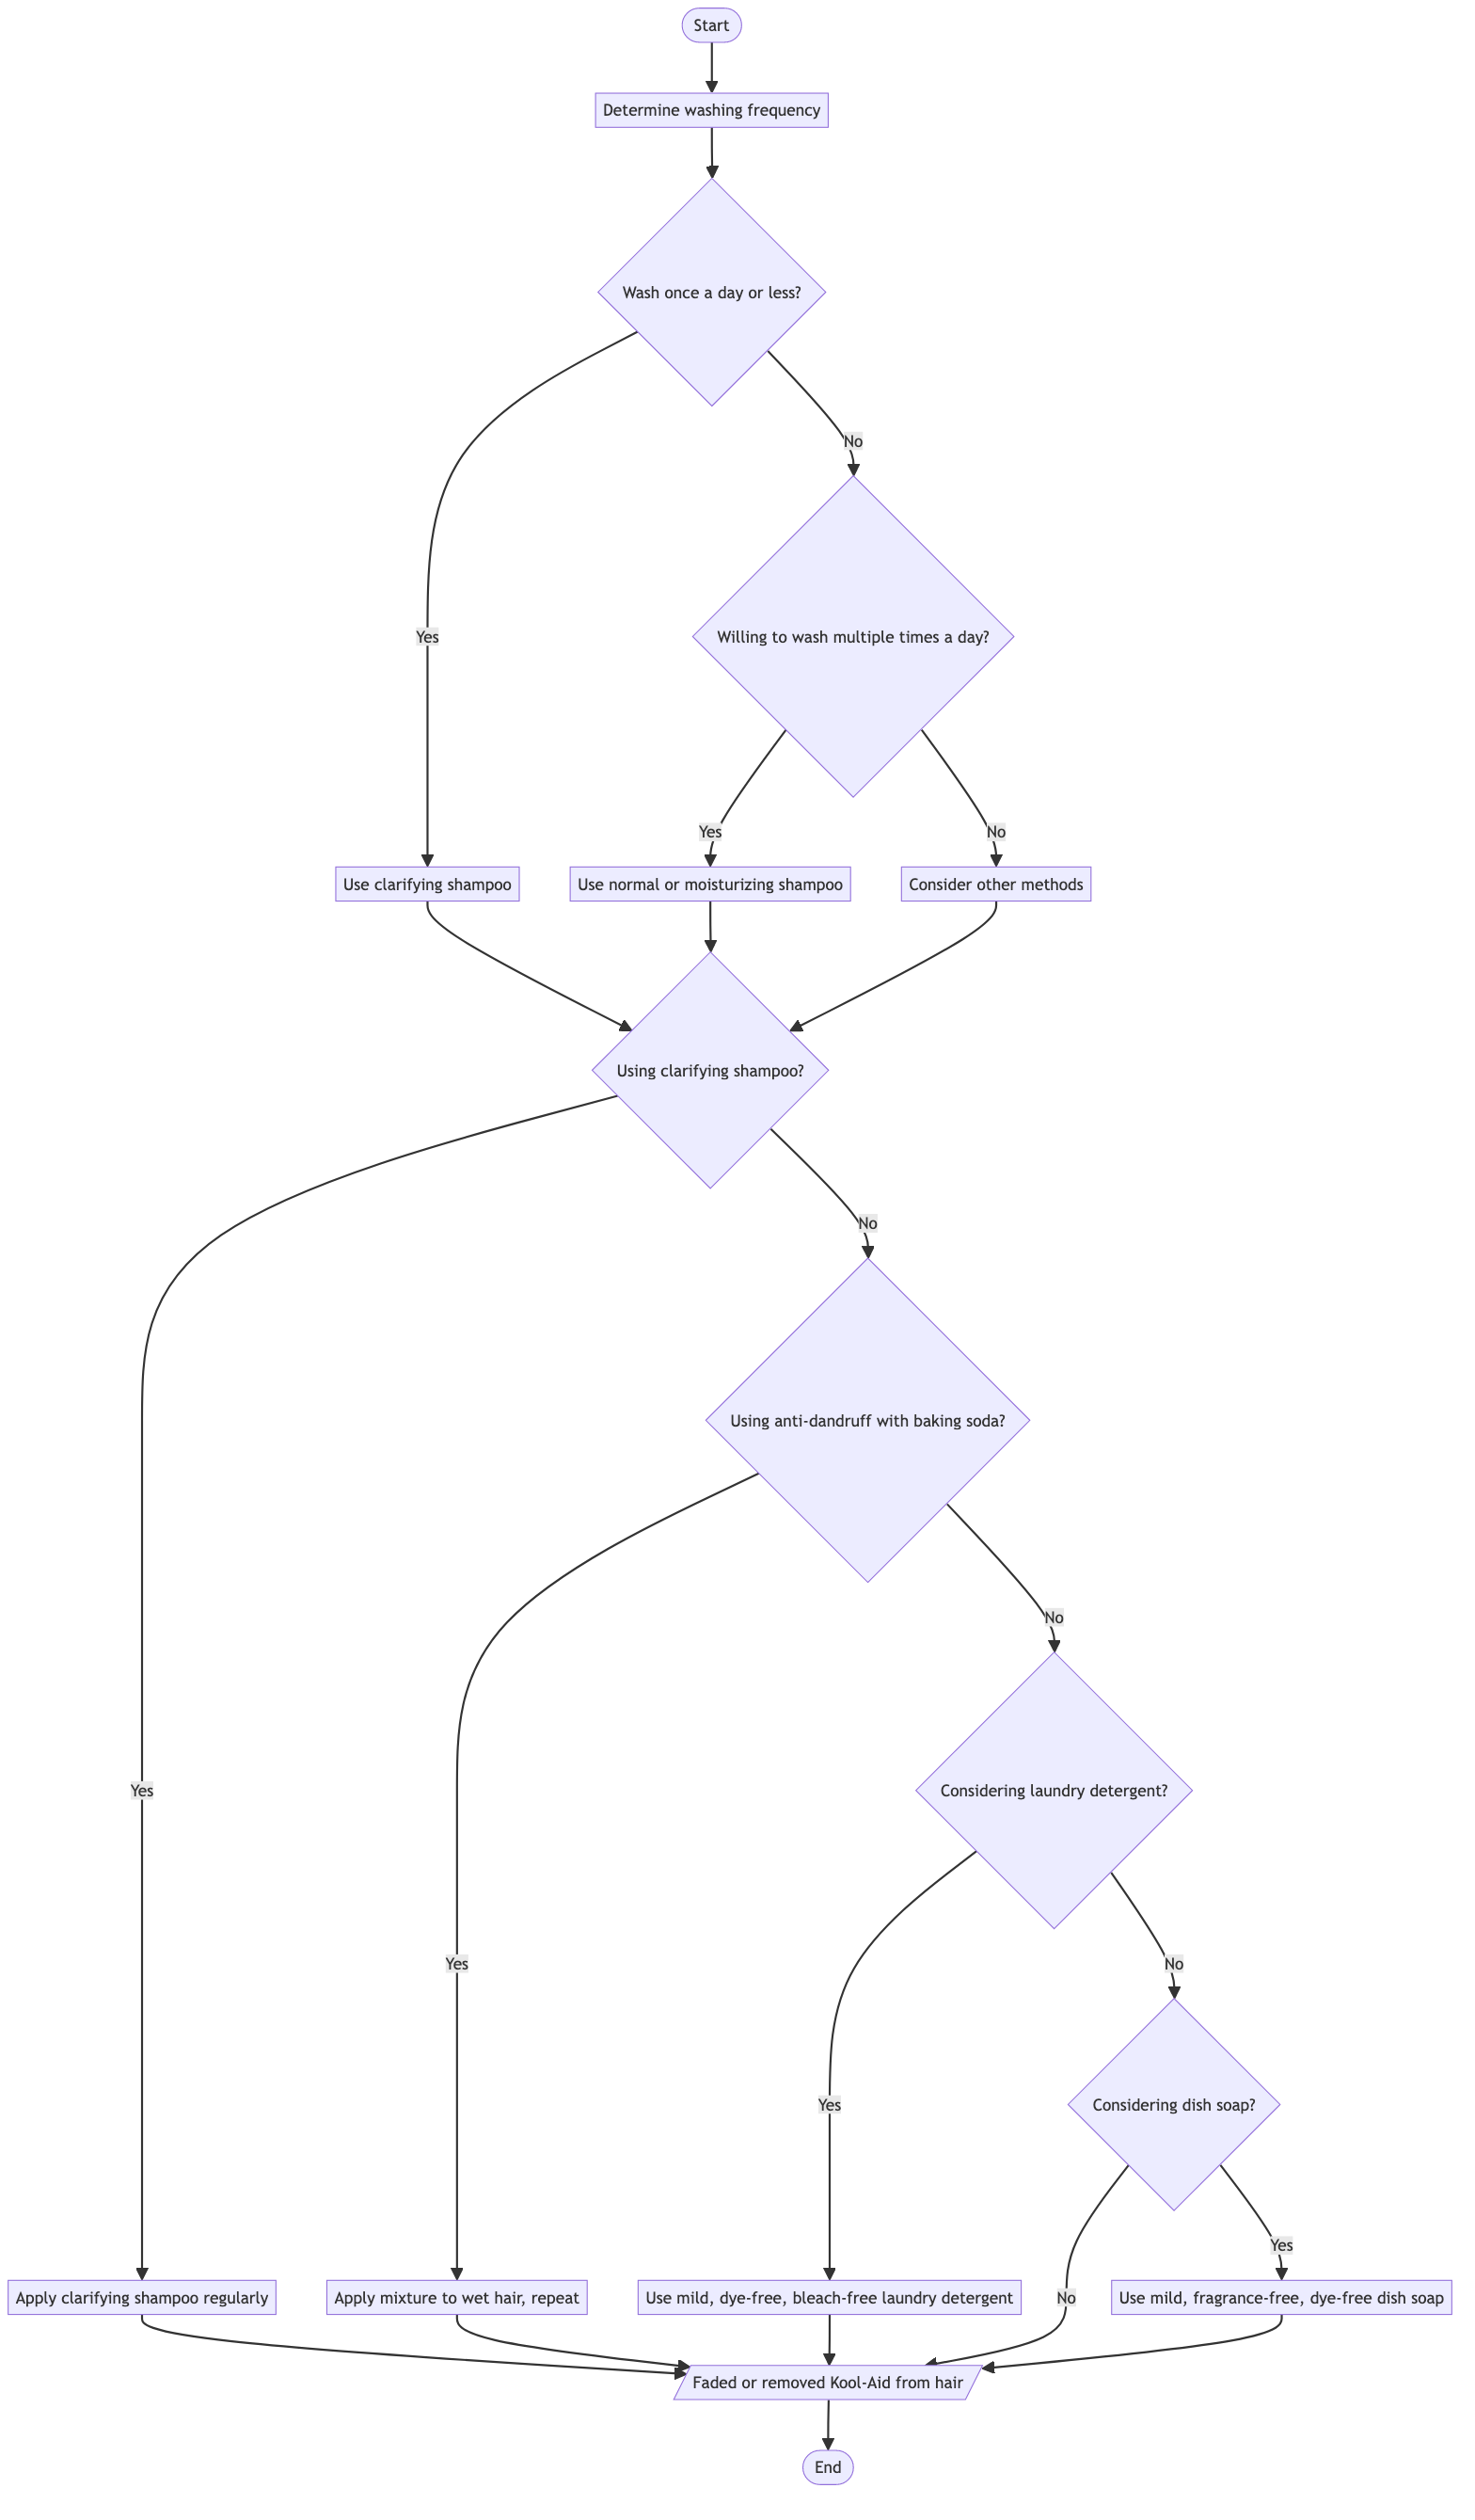 Start
Determine washing frequency
Wash once a day or less?
No
Willing to wash multiple times a day?
Yes
Yes
No
Use clarifying shampoo
Use normal or moisturizing shampoo
Consider other methods
Using clarifying shampoo?
No
Using anti-dandruff with baking soda?
No
Considering laundry detergent?
Yes
Yes
No
Considering dish soap?
Yes
Yes
No
Apply clarifying shampoo regularly
Apply mixture to wet hair, repeat
Use mild, dye-free, bleach-free laundry detergent
Use mild, fragrance-free, dye-free dish soap
Faded or removed Kool-Aid from hair
End